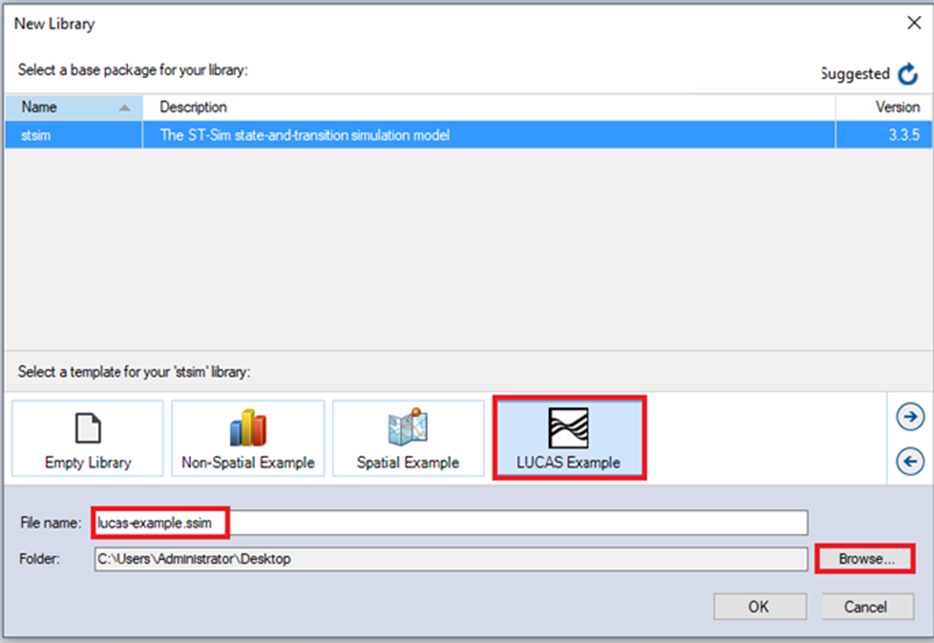 New Library
Select a base package for your library:
Suggested
Name Description Version
stsim The ST-Sim state-and-transition simulation model 3.3.5
Select a template for your 'stsim' library:
Empty Library Non-Spatial Example Spatial Example LUCAS Example
File name: lucas-example.ssim
Folder: C:\Users\Administrator\Desktop Browse...
OK Cancel